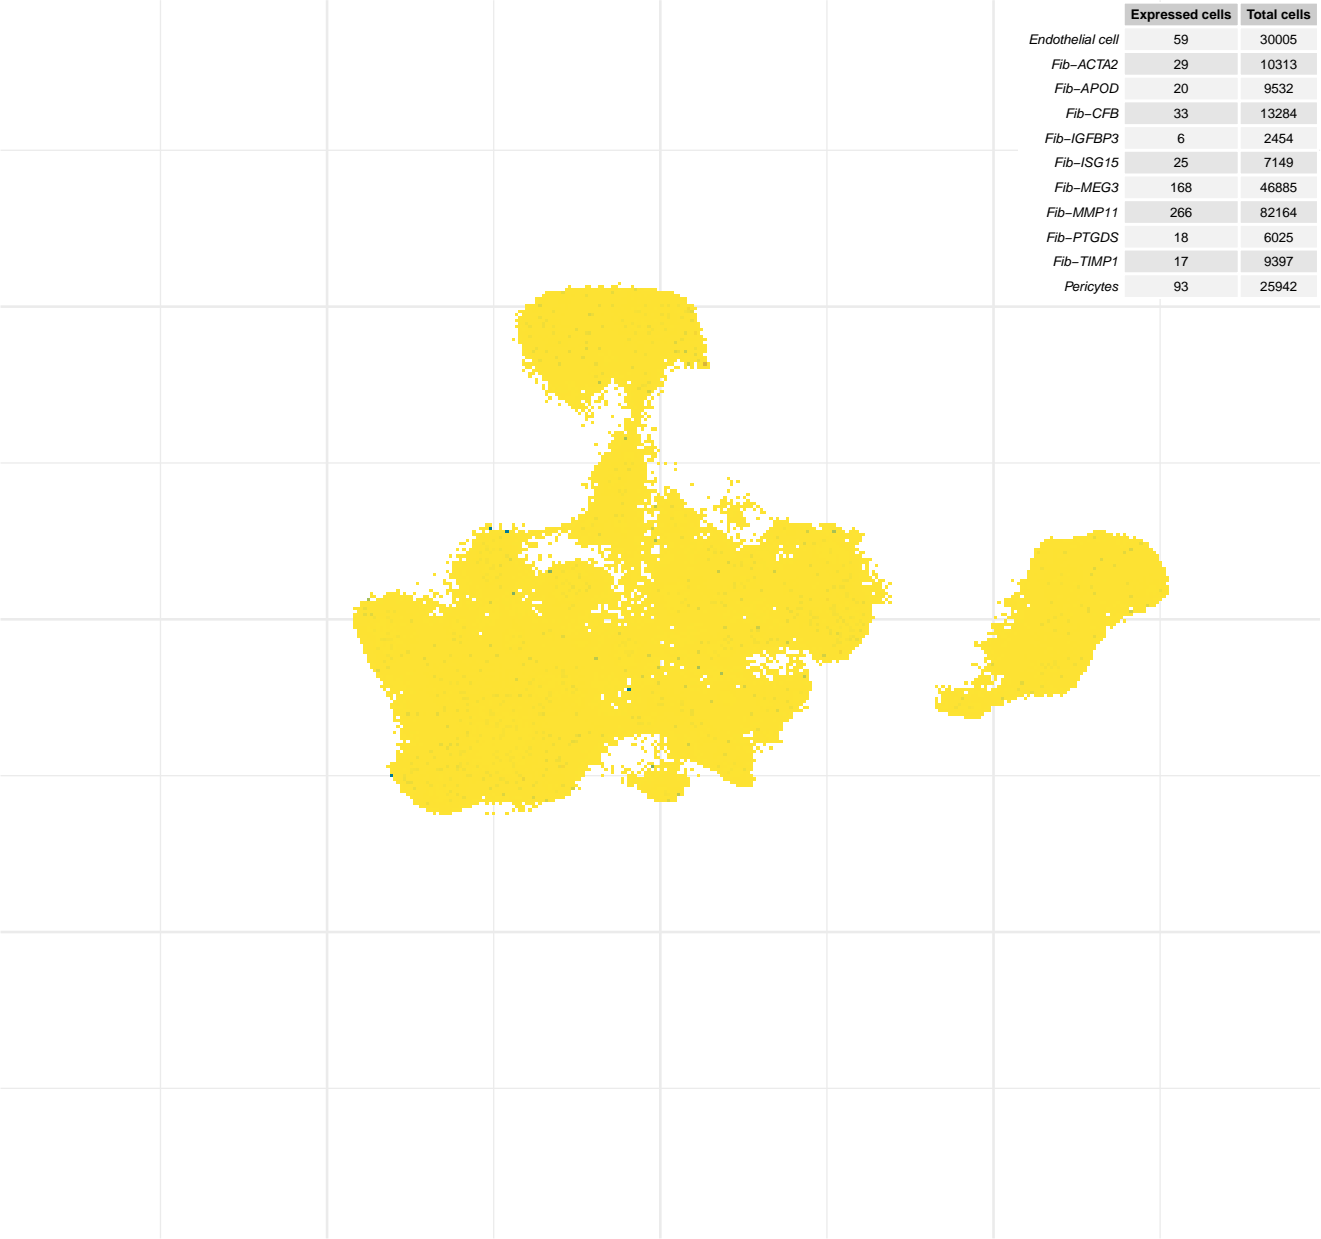 Expressed cells Total cells
Endothelial cell 59 30005
Fib−ACTA2 29 10313
Fib−APOD 20 9532
Fib−CFB 33 13284
Fib−IGFBP3 6 2454
Fib−ISG15 25 7149
Fib−MEG3 168 46885
Fib−MMP11 266 82164
Fib−PTGDS 18 6025
Fib−TIMP1 17 9397
Pericytes 93 25942